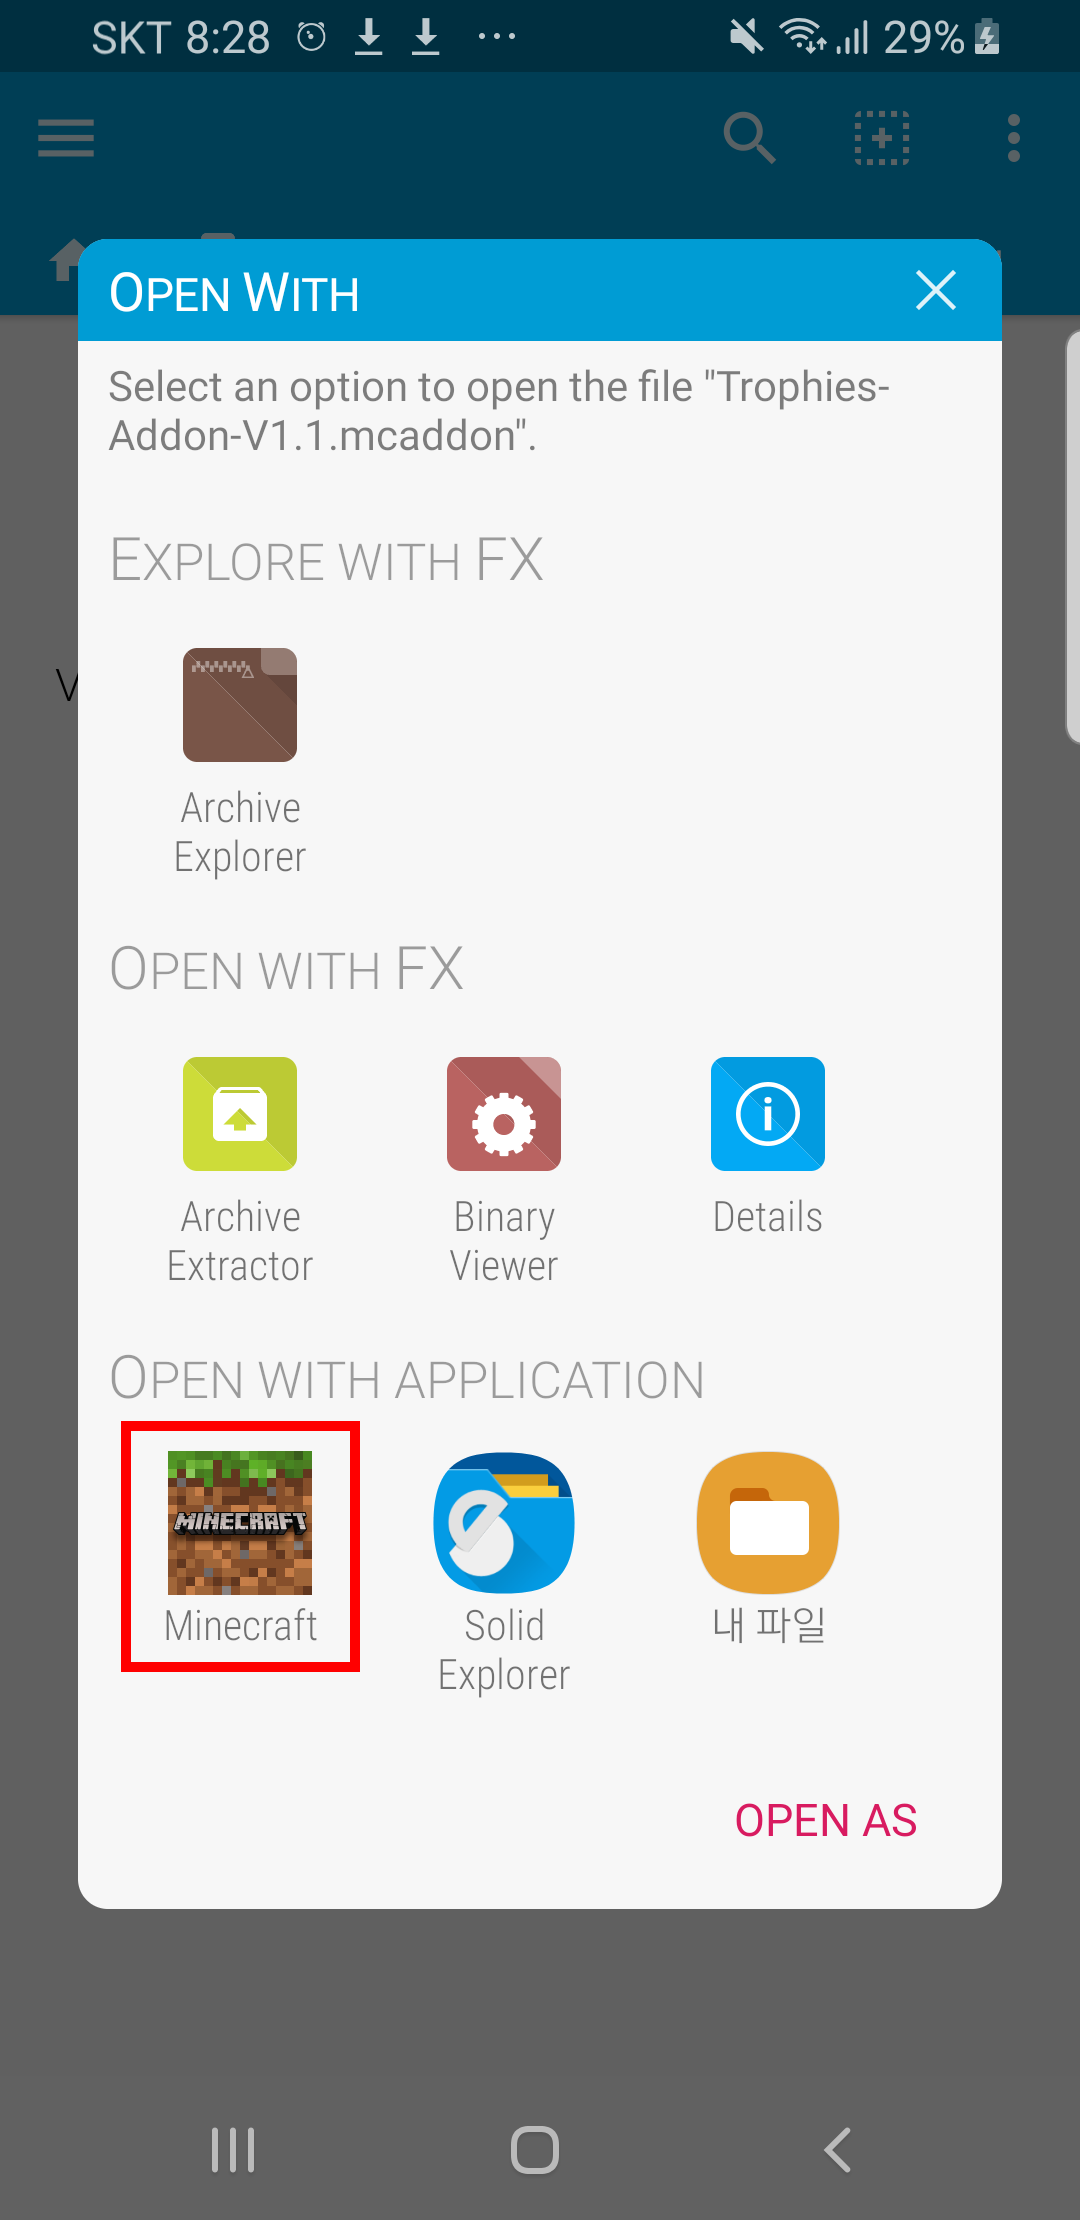 SKT 8:28
29%
OPEN WITH
Select an option to open the file "Trophies-
Addon-V1.1.mcaddon".
EXPLORE WITH FX
V
Archive
Explorer
OPEN WITH FX
Archive
Extractor
Binary
Viewer
Details
OPEN WITH APPLICATION
MINECRAFT
Minecraft
Solid
Explorer
내 파일
OPEN AS